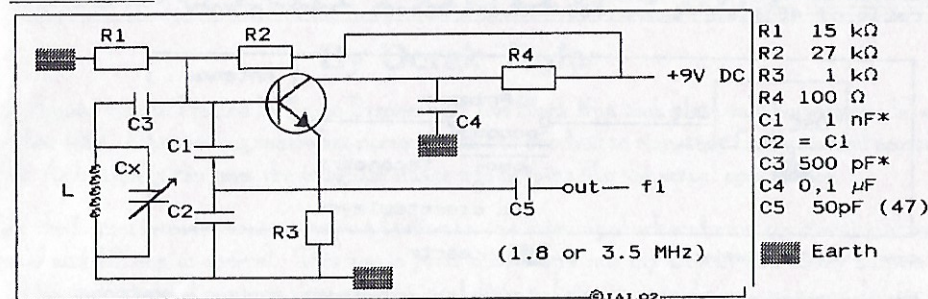 R1
R2
R4
+9V DC
C3
C4
C1
Cx
L
C2
C5
out
f1
R3
(1.8 or 3.5 MHz)
R1 15 kΩ
R2 27 kΩ
R3 1 kΩ
R4 100 Ω
C1 1 nF*
C2 = C1
C3 500 pF*
C4 0,1 µF
C5 50pF (47)
Earth